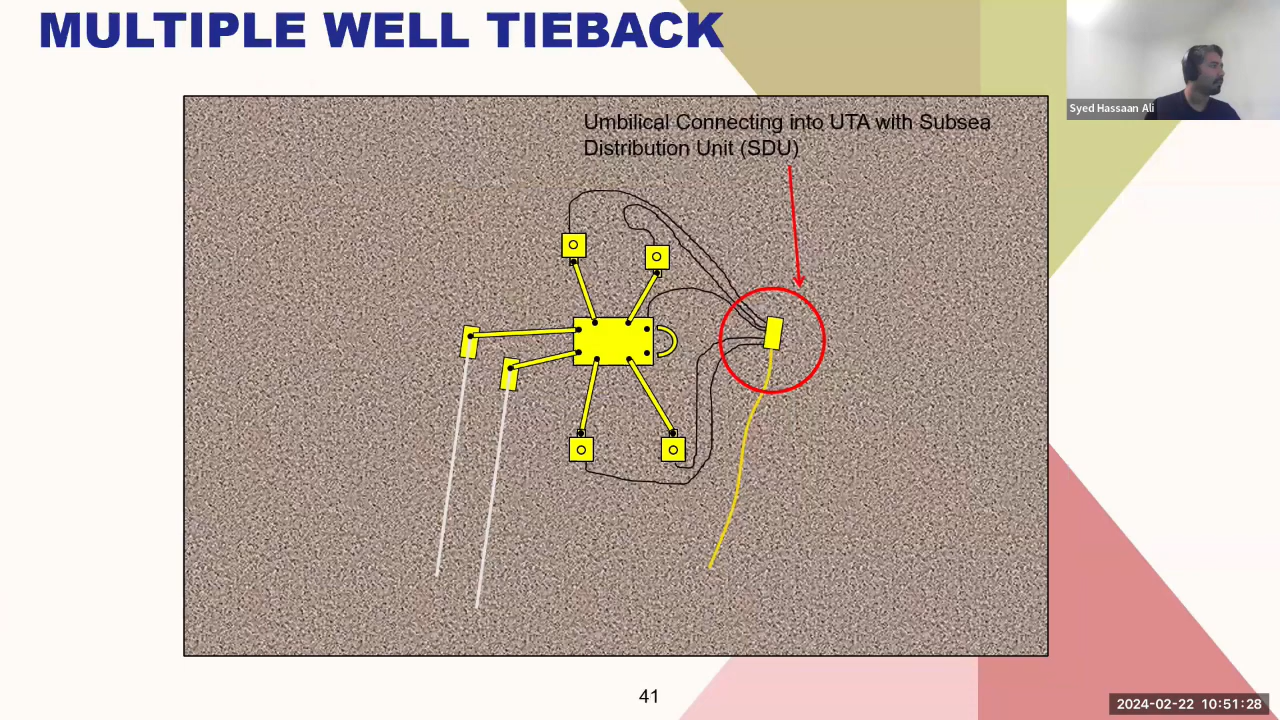 MULTIPLE WELL TIEBACK
Syed Hassaan Ali
Umbilical Connecting into UTA with Subsea
Distribution Unit (SDU)
41
2024-02-22 10:51:28